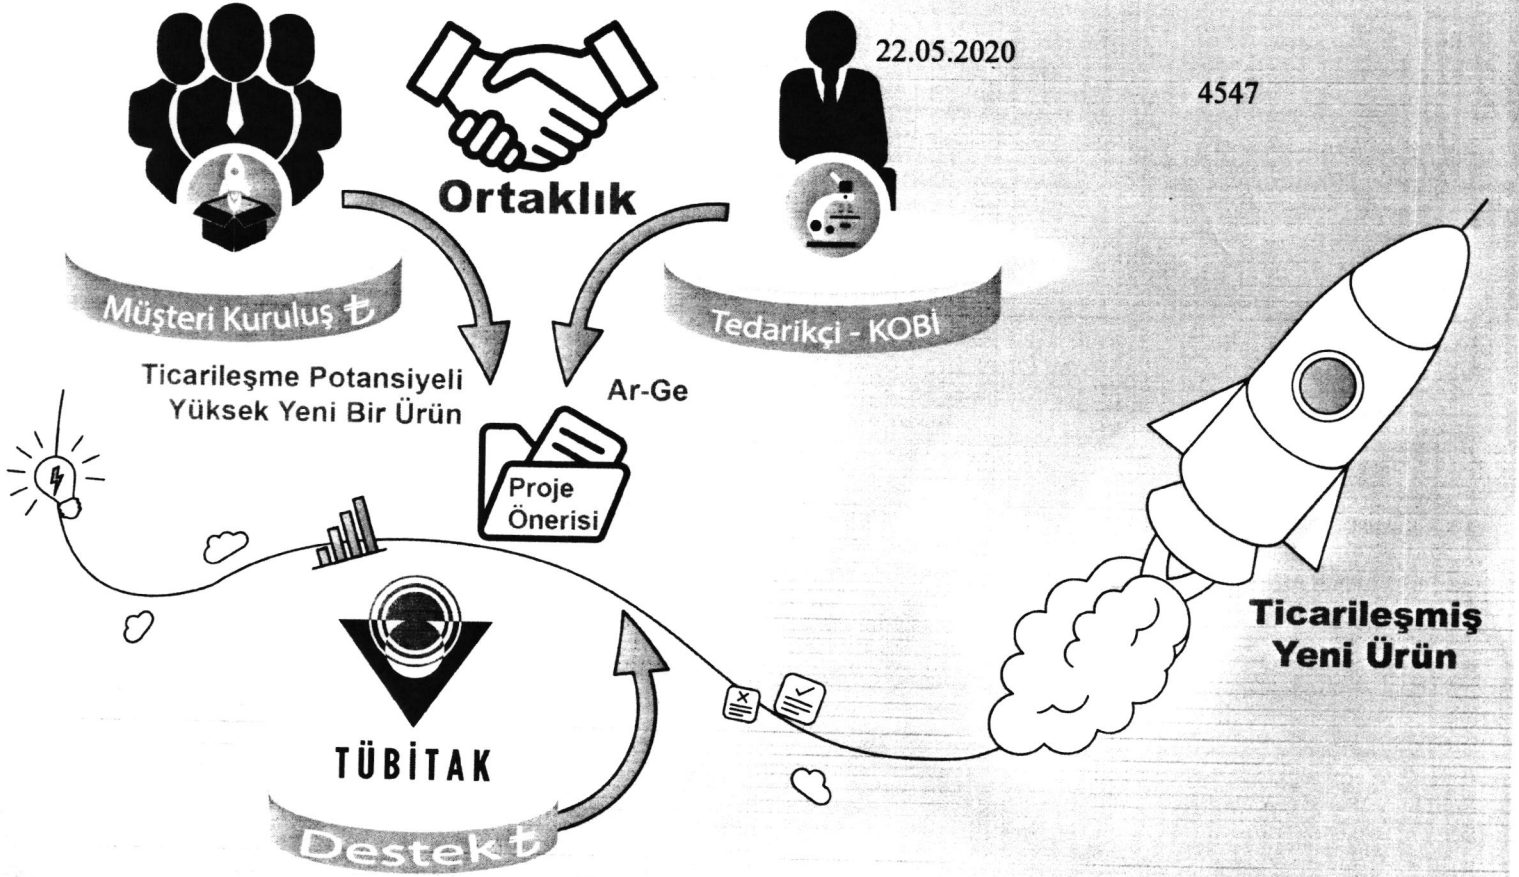 22.05.2020
4547
Ortaklık
Müşteri Kuruluş ₺
Tedarikçi - KOBİ
Ticarileşme Potansiyeli
Yüksek Yeni Bir Ürün
Ar-Ge
Proje
Önerisi
Ticarileşmiş
Yeni Ürün
TÜBİTAK
Destek ₺